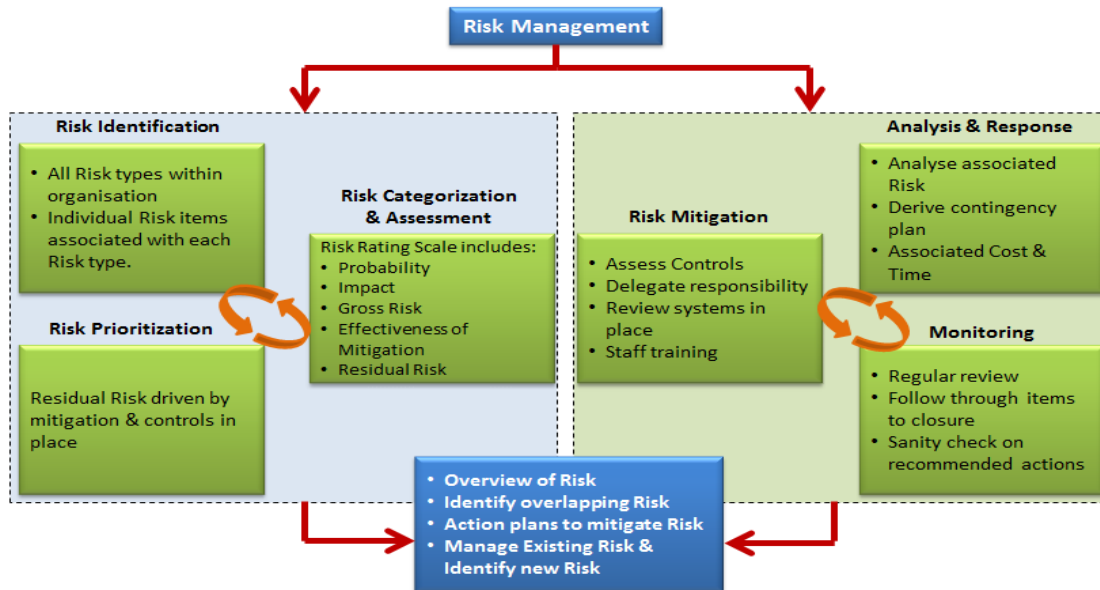 Risk Management
Risk Identification
• All Risk types within
organisation
• Individual Risk items
associated with each
Risk type.
Risk Categorization
& Assessment
Risk Rating Scale includes:
• Probability
• Impact
• Gross Risk
• Effectiveness of
Mitigation
• Residual Risk
Risk Prioritization
Residual Risk driven by
mitigation & controls in
place
Risk Mitigation
• Assess Controls
• Delegate responsibility
• Review systems in
place
• Staff training
Analysis & Response
• Analyse associated
Risk
• Derive contingency
plan
• Associated Cost &
Time
Monitoring
• Regular review
• Follow through items
to closure
• Sanity check on
recommended actions
• Overview of Risk
• Identify overlapping Risk
• Action plans to mitigate Risk
• Manage Existing Risk &
Identify new Risk